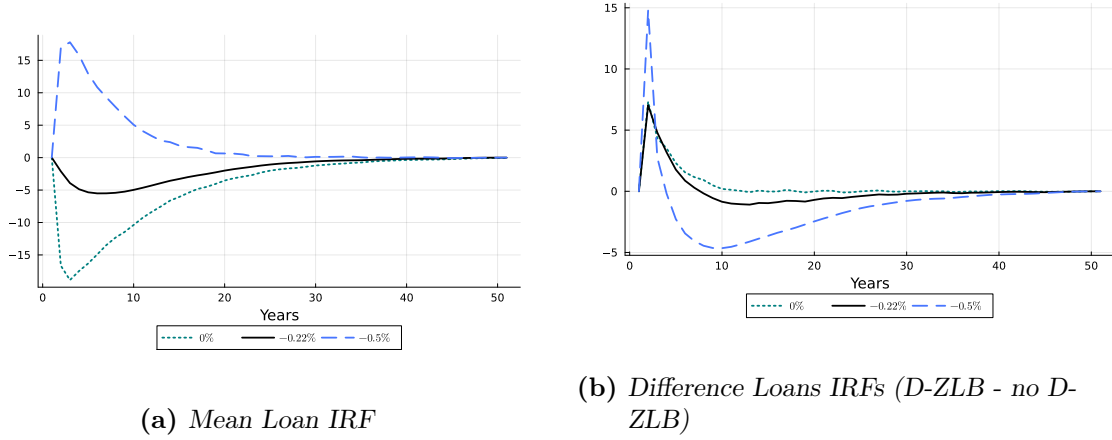 15
10
5
0
−5
−10
−15
0 10 20 30 40 50
Years
0% −0.22% −0.5%
(a) Mean Loan IRF
15
10
5
0
−5
0 10 20 30 40 50
Years
0% −0.22% −0.5%
(b) Difference Loans IRFs (D-ZLB - no D-
ZLB)